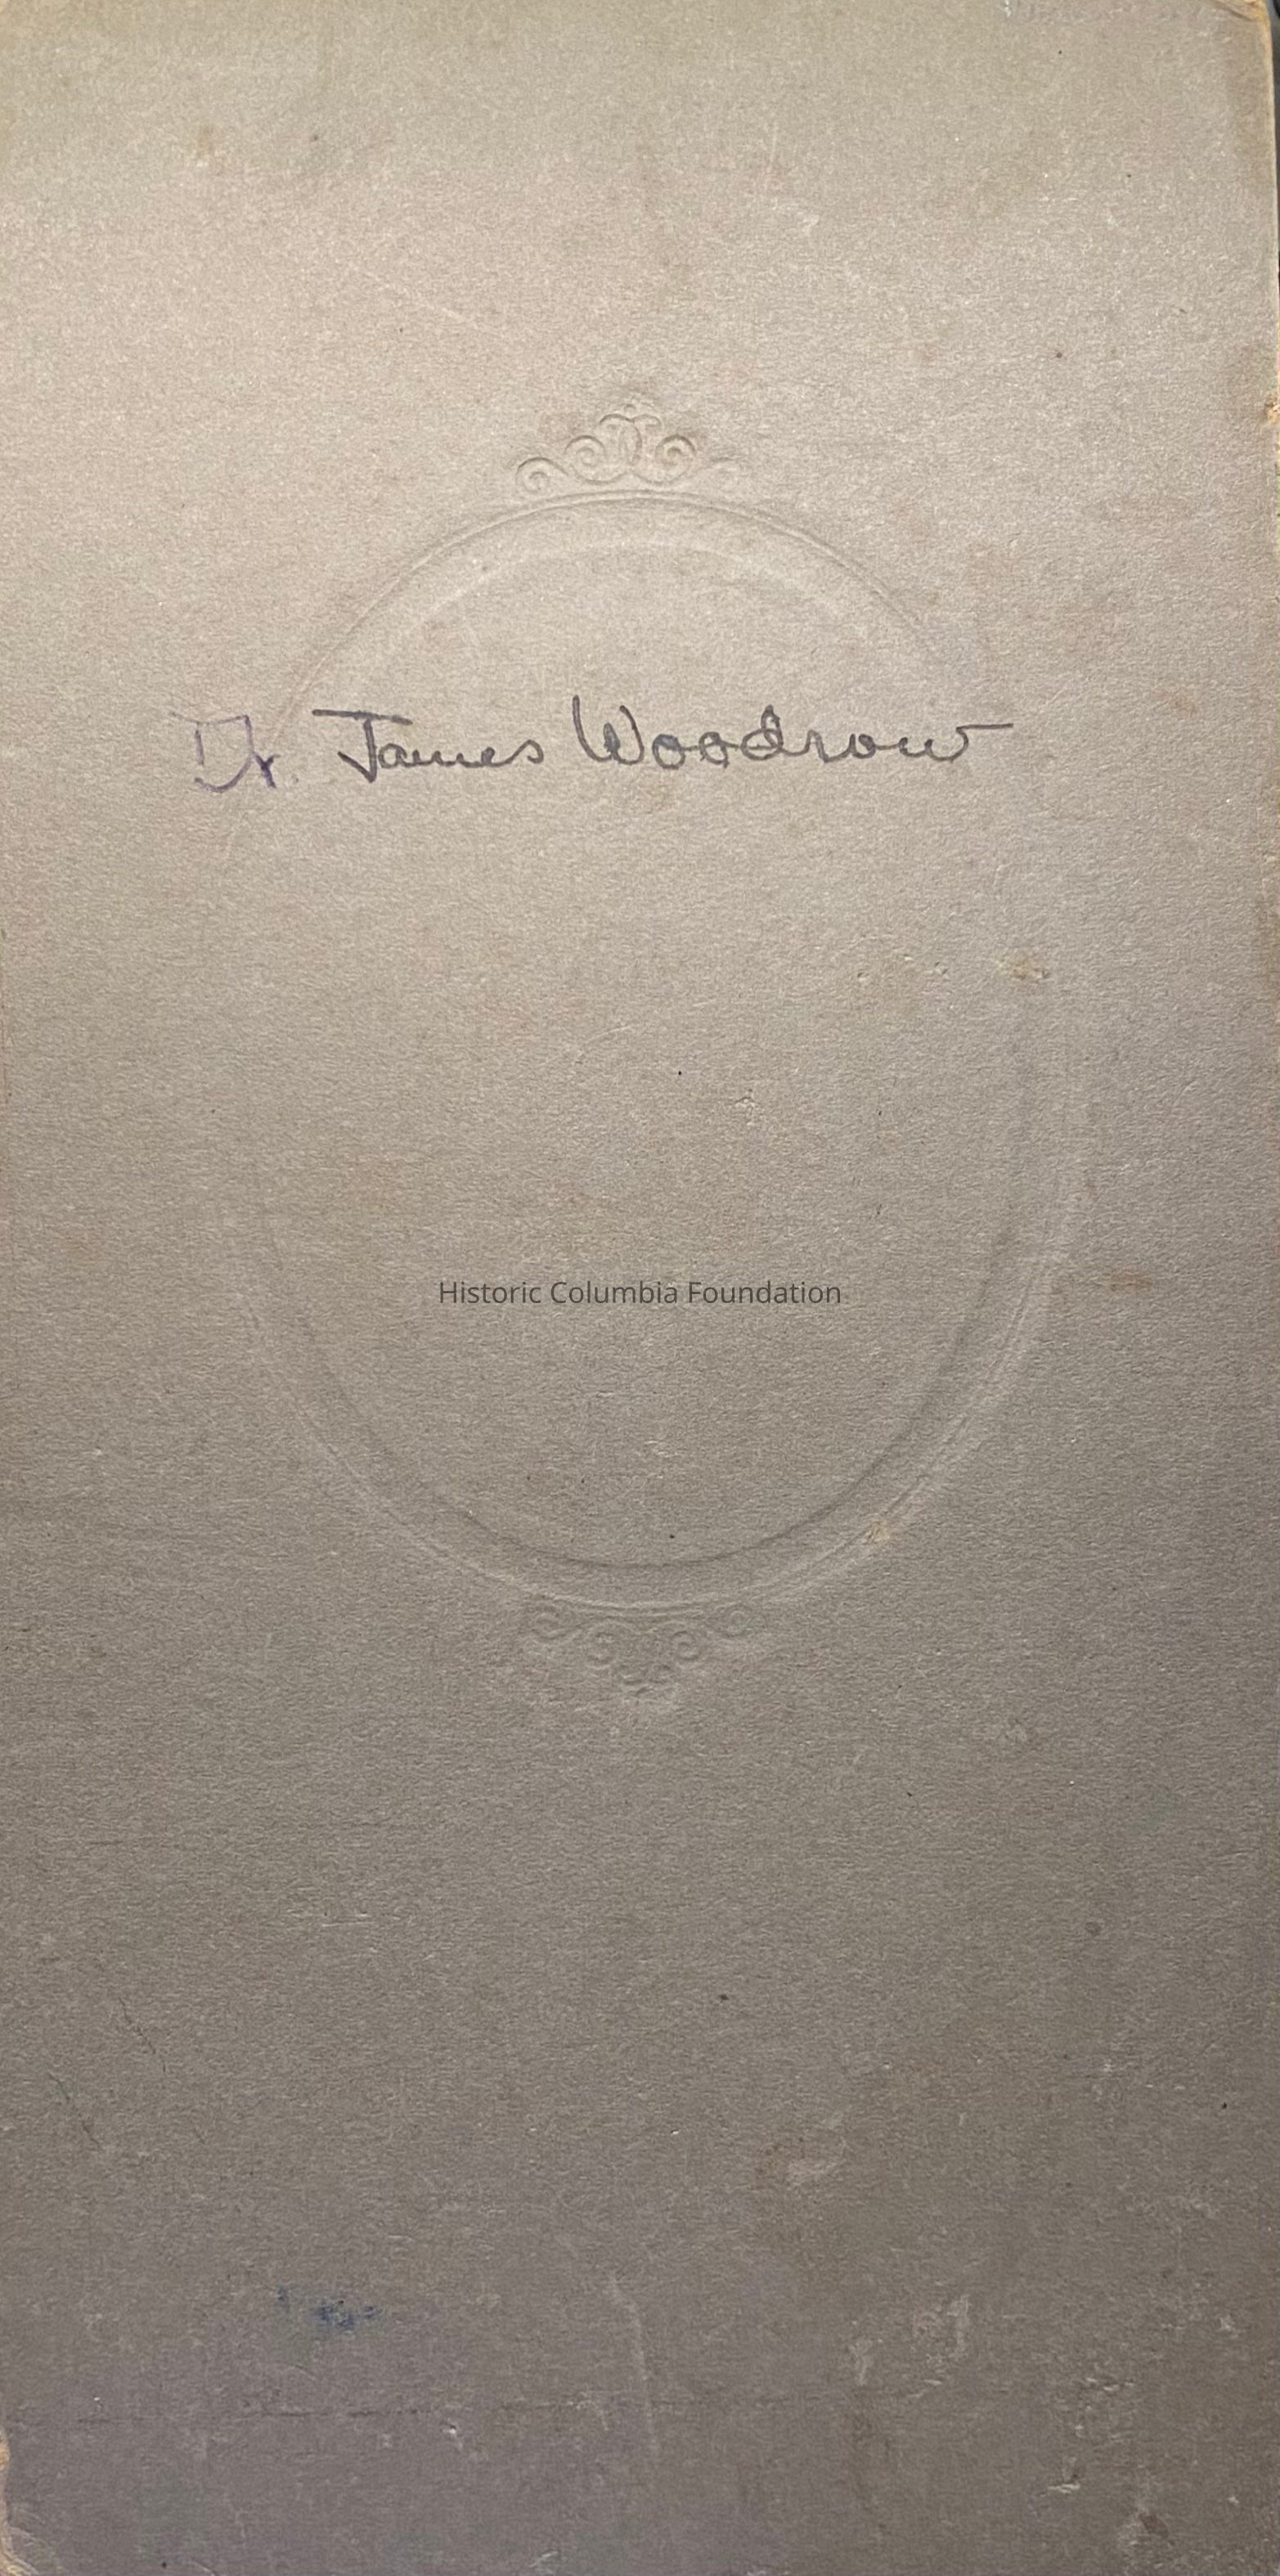 Dr. James Woodrow
Historic Columbia Foundation